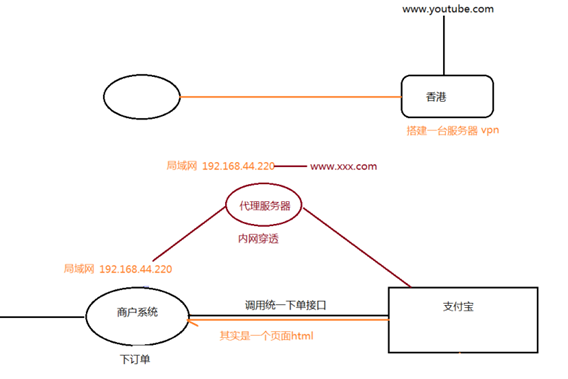 www.youtube.com
香港
搭建一台服务器 vpn
局域网 192.168.44.220
www.xxx.com
代理服务器
内网穿透
局域网 192.168.44.220
商户系统
调用统一下单接口
支付宝
其实是一个页面html
下订单